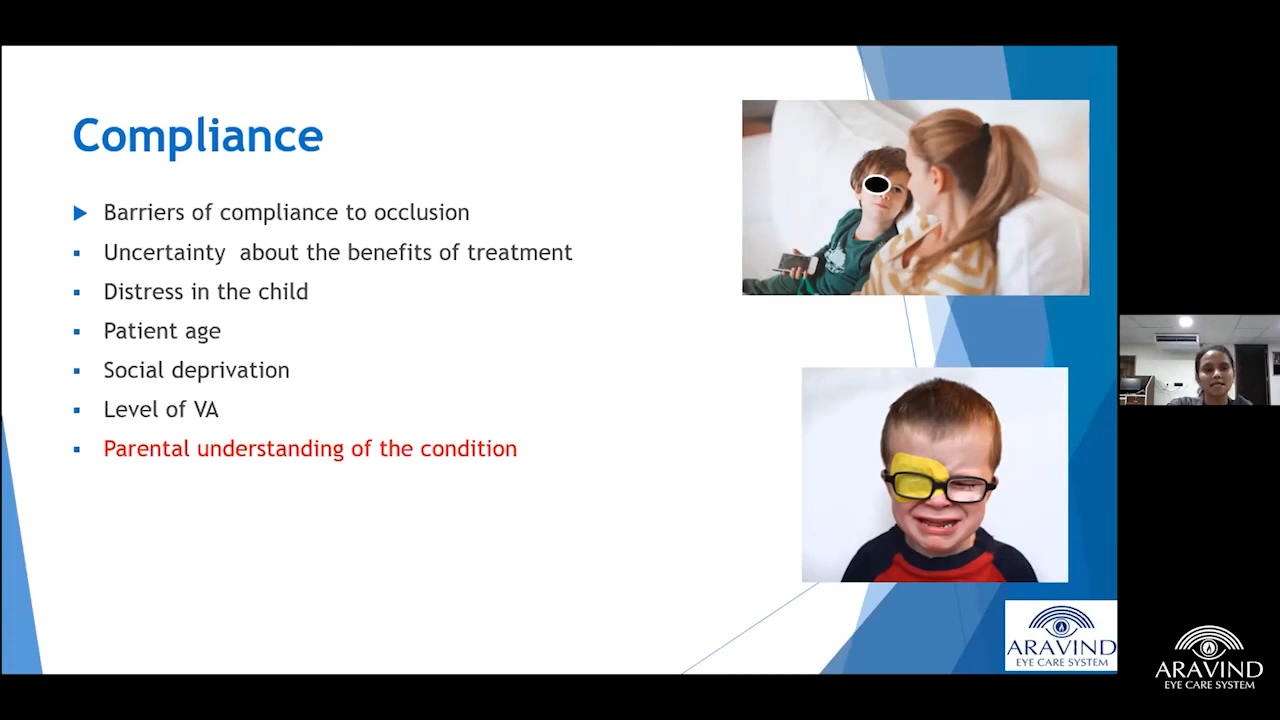 Compliance
Barriers of compliance to occlusion
Uncertainty about the benefits of treatment
Distress in the child
Patient age
Social deprivation
Level of VA
Parental understanding of the condition
ARAVIND
EYE CARE SYSTEM
ARAVIND
EYE CARE SYSTEM